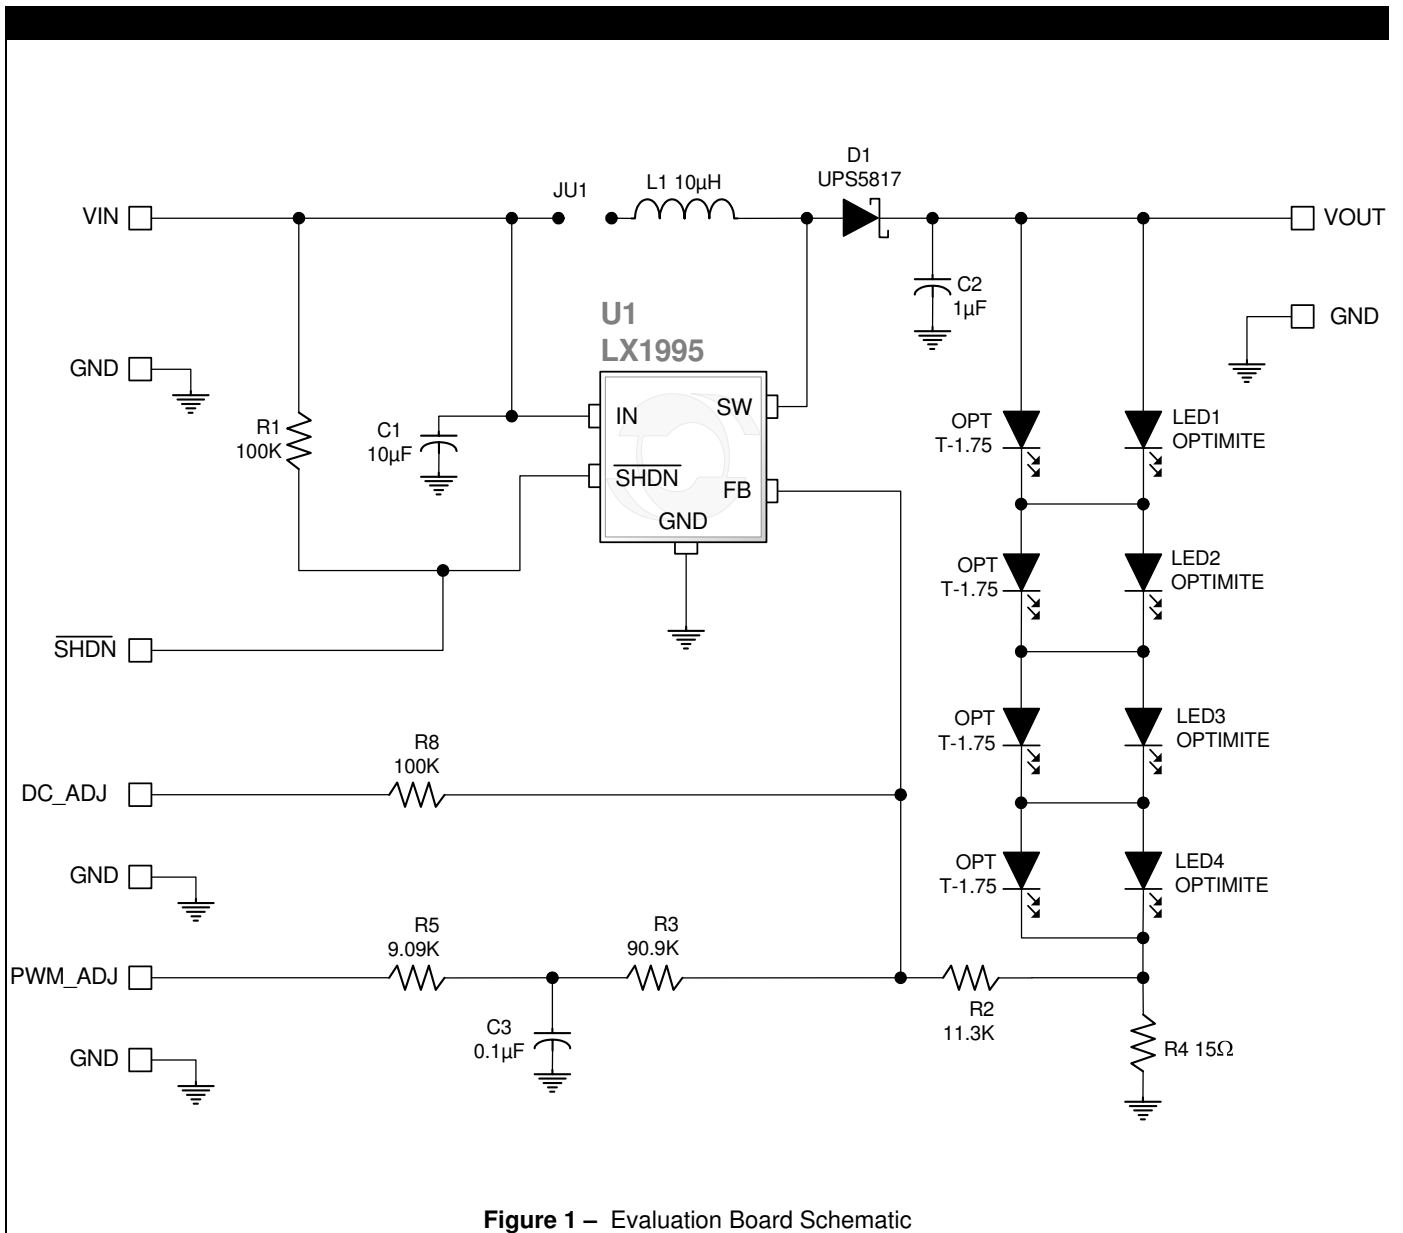 D1
UPS5817
JU1
L1 10µH
VIN
VOUT
C2
1µF
U1
LX1995
GND
GND
IN
SW
R1
100K
C1
10µF
SHDN
FB
GND
OPT
T-1.75
LED1
OPTIMITE
OPT
T-1.75
LED2
OPTIMITE
SHDN
OPT
T-1.75
LED3
OPTIMITE
R8
100K
DC_ADJ
GND
OPT
T-1.75
LED4
OPTIMITE
R5
9.09K
R3
90.9K
PWM_ADJ
R2
11.3K
C3
0.1µF
GND
R4 15Ω
Figure 1 – Evaluation Board Schematic